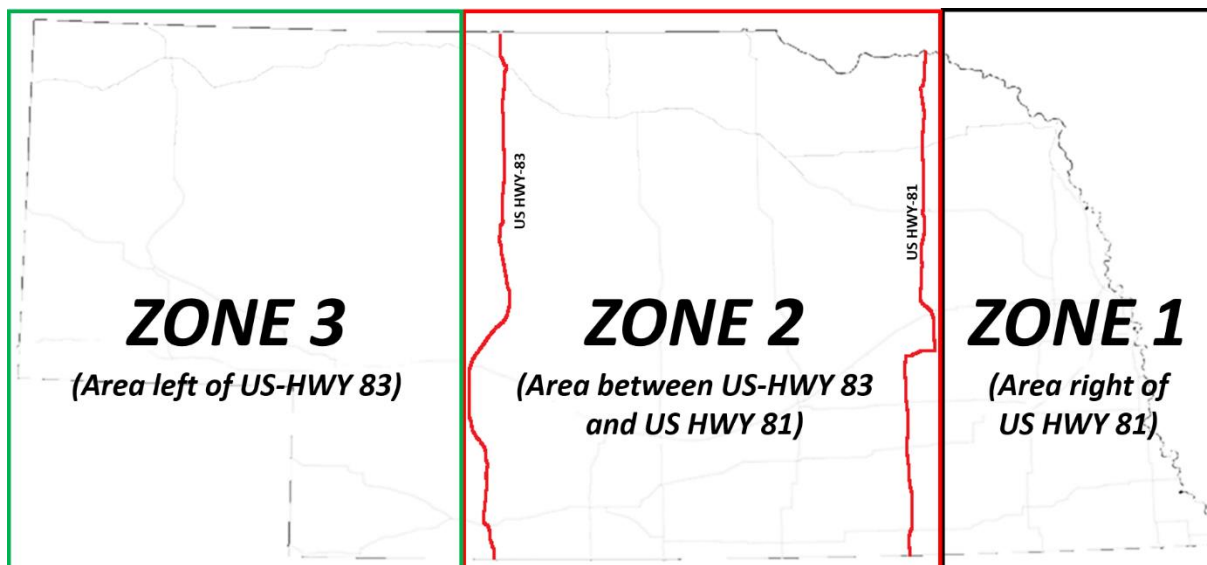 US HWY-83
US HWY-81
ZONE 3
(Area left of US-HWY 83)
ZONE 2
(Area between US-HWY 83
and US HWY 81)
ZONE 1
(Area right of
US HWY 81)